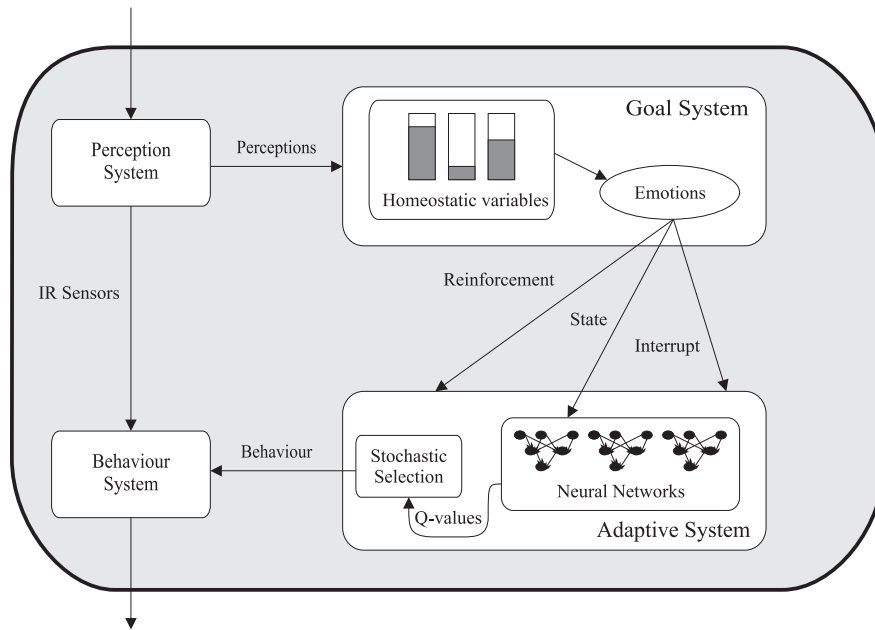 Goal System
Perception
System
Perceptions
Homeostatic variables
Emotions
IR Sensors
Reinforcement
State
Interrupt
Behaviour
System
Behaviour
Stochastic
Selection
Neural Networks
Q-values
Adaptive System